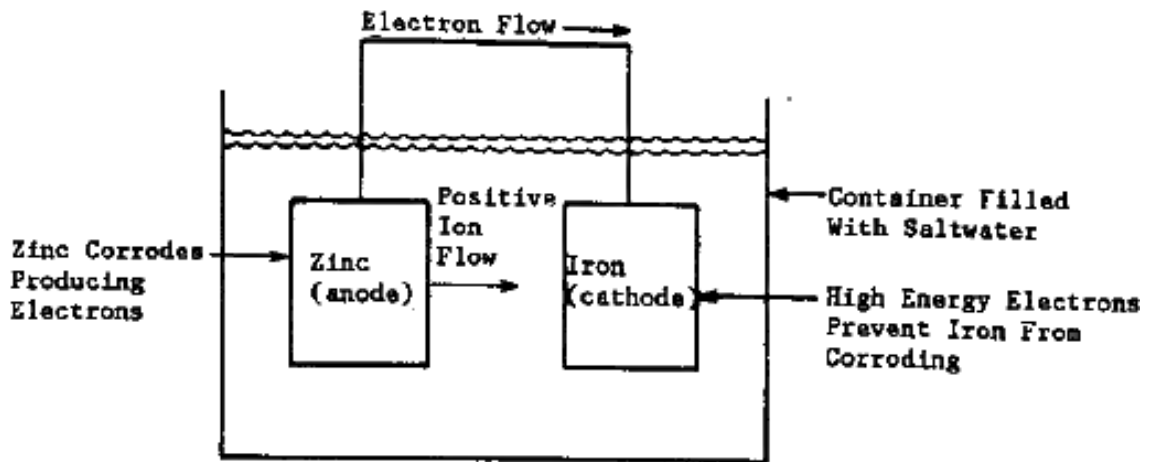 Electron Flow
Positive
Ion
Flow
Zinc Corrodes
Producing
Electrons
Zinc
(anode)
Iron
(cathode)
Container Filled
With Saltwater
High Energy Electrons
Prevent Iron From
Corroding